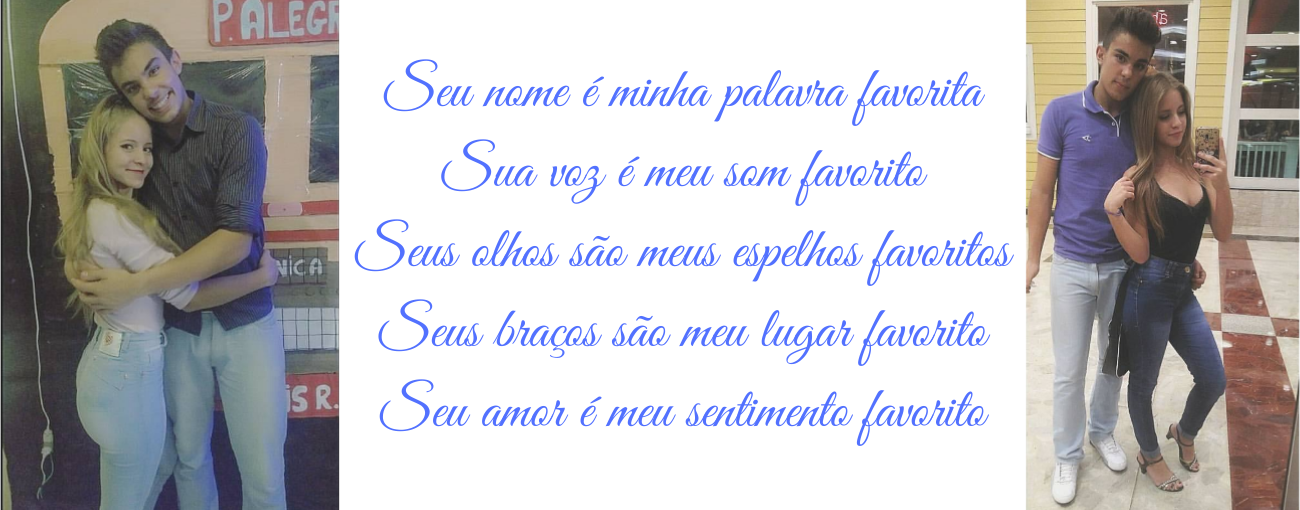 P. ALEGR
NICA
IS R.
Seu nome é minha palavra favorita
Sua voz é meu som favorito
Seus olhos são meus espelhos favoritos
Seus braços são meu lugar favorito
Seu amor é meu sentimento favorito